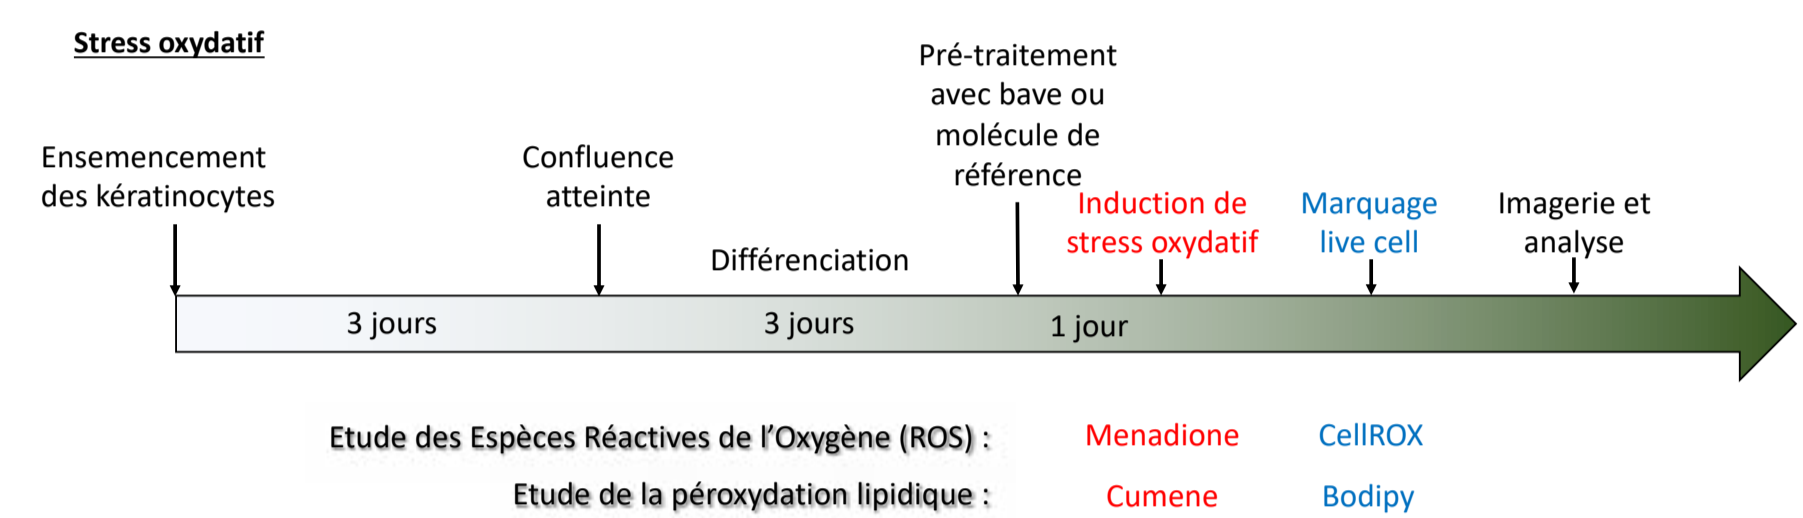 Stress oxydatif
Pré-traitement
avec bave ou
molécule de
référence
Ensemencement
des kératinocytes
Confluence
atteinte
Différenciation
Induction de
stress oxydatif
Marquage
live cell
Imagerie et
analyse
3 jours
3 jours
1 jour
Etude des Espèces Réactives de l’Oxygène (ROS) : Menadione CellROX
Etude de la péroxydation lipidique : Cumene Bodipy